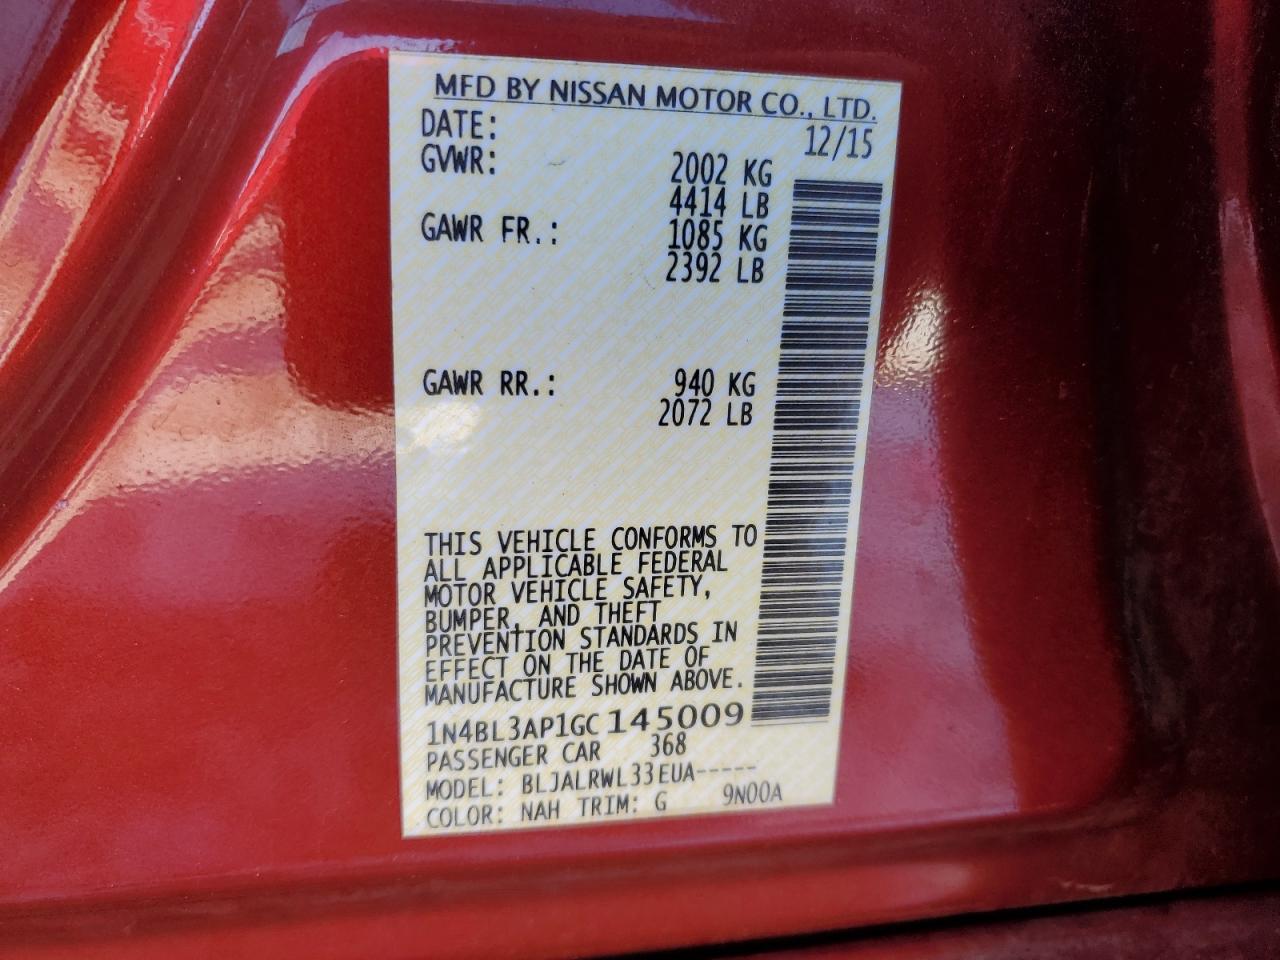 MFD BY NISSAN MOTOR CO., LTD.
DATE: 12/15
GVWR: 2002 KG
4414 LB
GAWR FR.: 1085 KG
2392 LB
GAWR RR.: 940 KG
2072 LB
THIS VEHICLE CONFORMS TO
ALL APPLICABLE FEDERAL
MOTOR VEHICLE SAFETY,
BUMPER, AND THEFT
PREVENTION STANDARDS IN
EFFECT ON THE DATE OF
MANUFACTURE SHOWN ABOVE.
1N4BL3AP1GC145009
PASSENGER CAR 368
MODEL: BLJALRWL33EUA-----
COLOR: NAH TRIM: G 9N00A